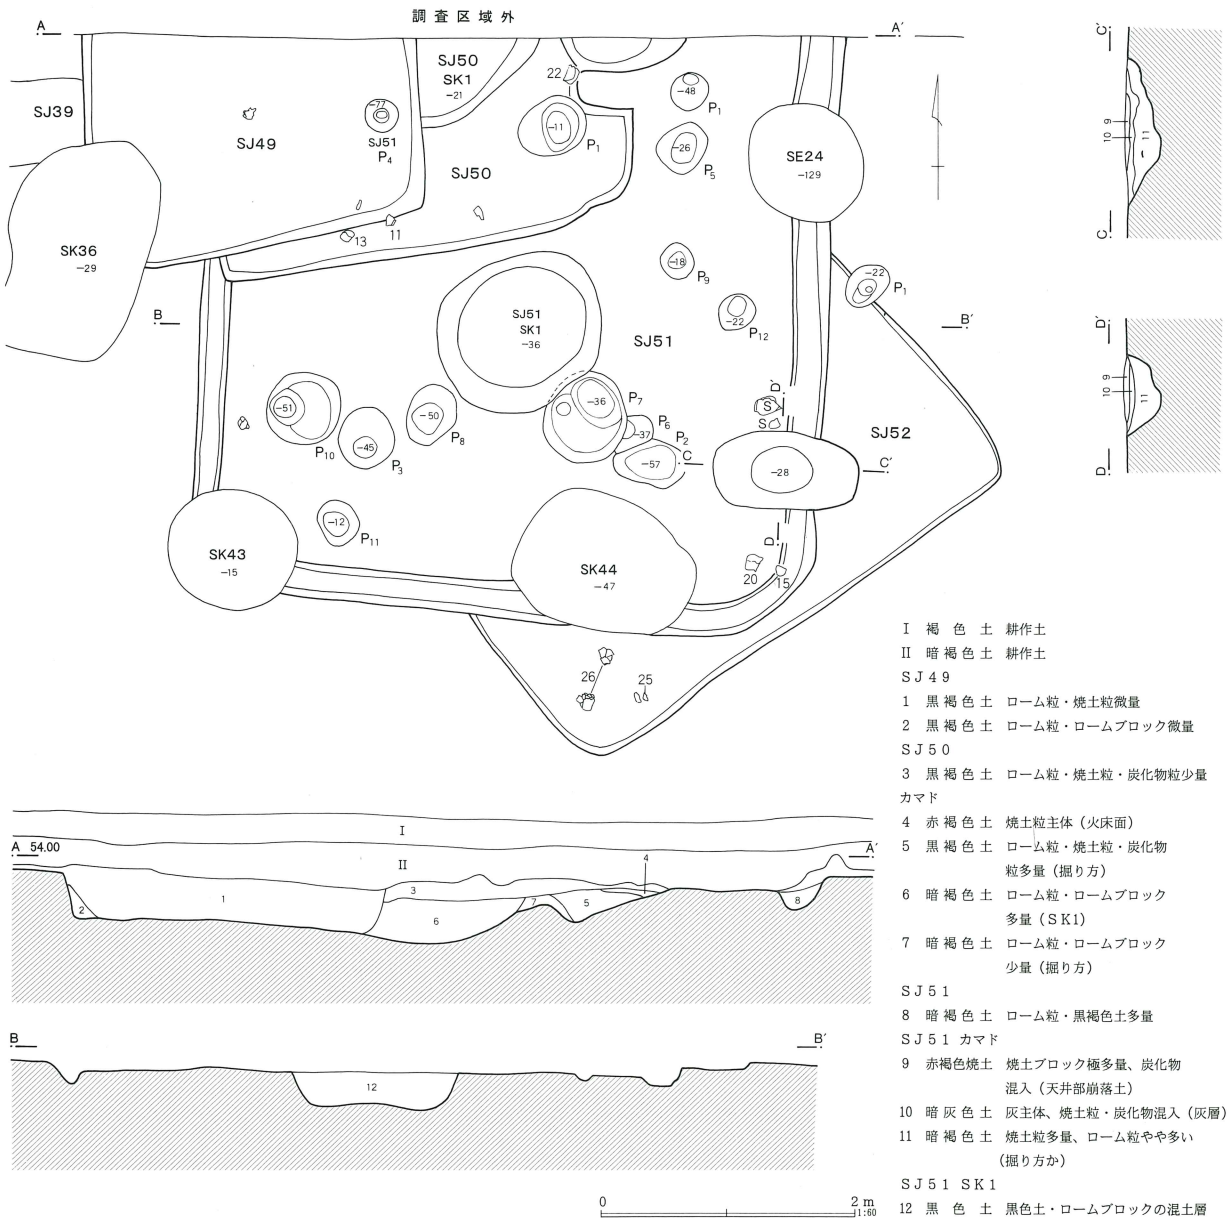 調査区域外
A
A′
SJ50
SK1
-21
22
-48
P1
SJ39
-77
SJ51
P4
SJ49
-11
P1
-26
P5
SE24
-129
SJ50
SK36
-29
13
11
-18
P9
-22
P1
B
B′
SJ51
SK1
-36
SJ51
-22
P12
D′
S
S
-51
P10
-45
P3
-50
P8
-36
P7
P6
-37
P2
-57
C
C′
-28
SJ52
-12
P11
D
SK43
-15
SK44
-47
20
15
26
25
C′
9
10
11
C
D′
9
10
11
D
I 褐色土 耕作土
II 暗褐色土 耕作土
SJ49
1 黒褐色土 ローム粒・焼土粒微量
2 黒褐色土 ローム粒・ロームブロック微量
SJ50
3 黒褐色土 ローム粒・焼土粒・炭化物粒少量
カマド
4 赤褐色土 焼土粒主体（火床面）
5 黒褐色土 ローム粒・焼土粒・炭化物
粒多量（掘り方）
6 暗褐色土 ローム粒・ロームブロック
多量（SK1）
7 暗褐色土 ローム粒・ロームブロック
少量（掘り方）
SJ51
8 暗褐色土 ローム粒・黒褐色土多量
SJ51 カマド
9 赤褐色焼土 焼土ブロック極多量、炭化物
混入（天井部崩落土）
10 暗灰色土 灰主体、焼土粒・炭化物混入（灰層）
11 暗褐色土 焼土粒多量、ローム粒やや多い
（掘り方か）
SJ51 SK1
12 黒色土 黒色土・ロームブロックの混土層
I
A 54.00
A′
II
4
1
2
3
5
6
7
8
B
B′
12
0
2 m
1:60